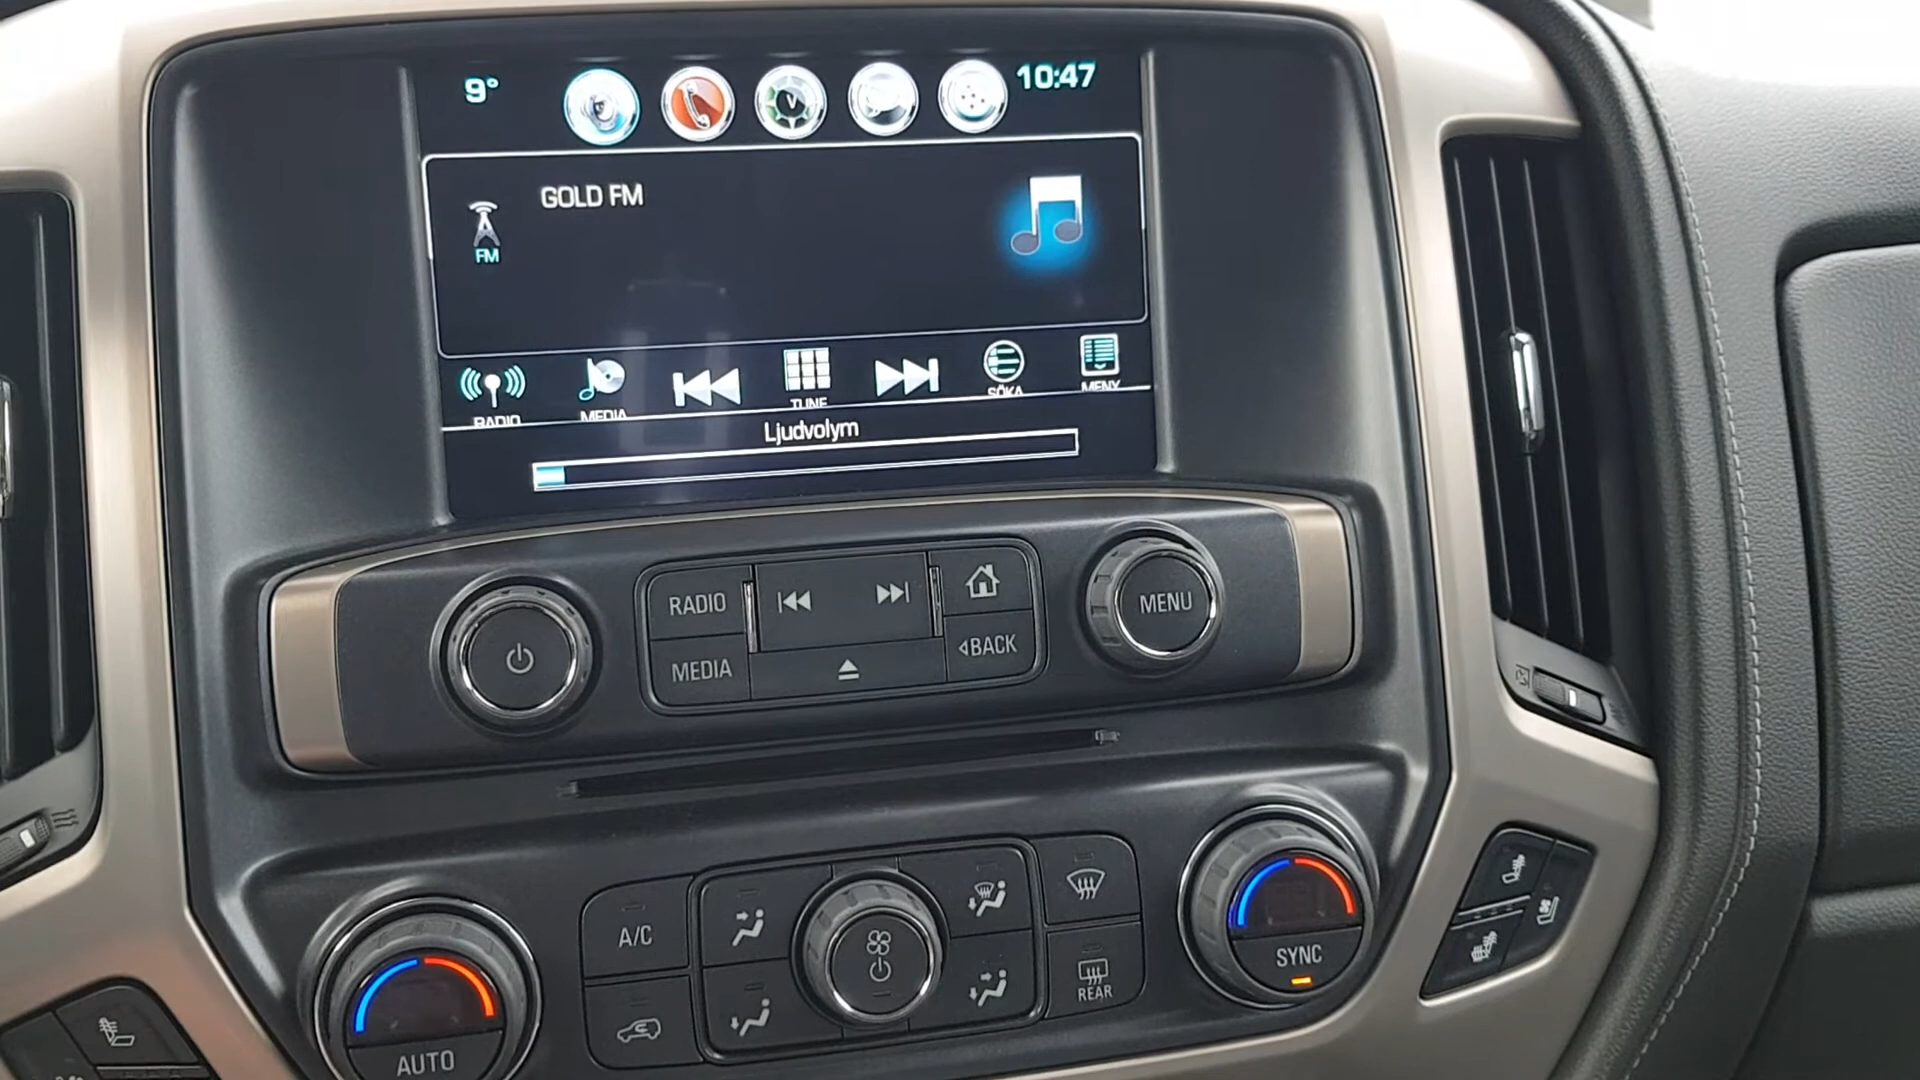 9° 10:47
GOLD FM
FM
RADIO MEDIA TUNE SÖKA MENY
Ljudvolym
RADIO
MENU
MEDIA
BACK
A/C
SYNC
REAR
AUTO